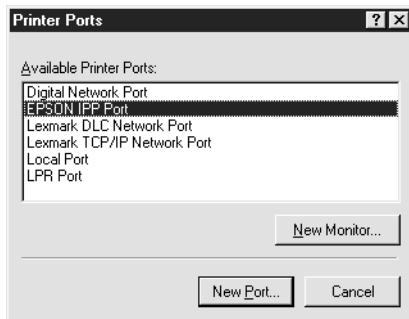 Printer Ports
Available Printer Ports:
Digital Network Port
EPSON IPP Port
Lexmark DLC Network Port
Lexmark TCP/IP Network Port
Local Port
LPR Port
New Monitor...
New Port... Cancel